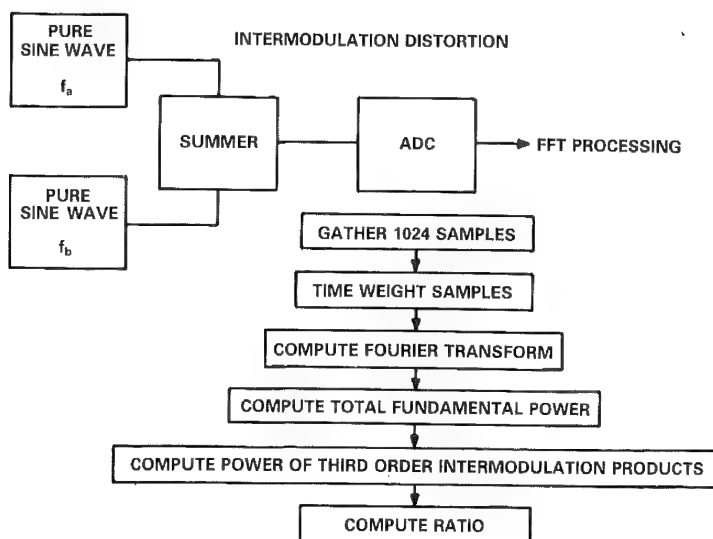 INTERMODULATION DISTORTION
PURE
SINE WAVE
fa
SUMMER
ADC
FFT PROCESSING
PURE
SINE WAVE
fb
GATHER 1024 SAMPLES
TIME WEIGHT SAMPLES
COMPUTE FOURIER TRANSFORM
COMPUTE TOTAL FUNDAMENTAL POWER
COMPUTE POWER OF THIRD ORDER INTERMODULATION PRODUCTS
COMPUTE RATIO